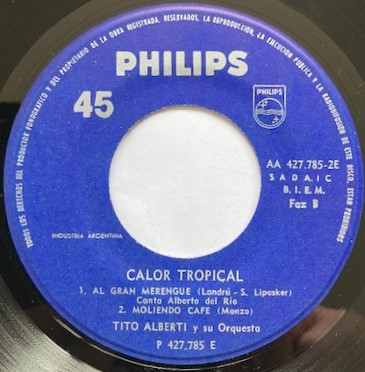 TODOS LOS DERECHOS DEL PRODUCTOR FONOGRAFICO Y DEL PROPIETARIO DE LA OBRA REGISTRADA, RESERVADOS. LA REPRODUCCION, LA EJECUCION PUBLICA Y LA RADIODIFUSION DE ESTE DISCO, ESTAN PROHIBIDOS
PHILIPS
45
PHILIPS
AA 427.785-2E
S A D A I C
B. I. E. M.
Faz B
INDUSTRIA ARGENTINA
CALOR TROPICAL
1. AL GRAN MERENGUE (Landrú - S. Lipesker)
Canta Alberto del Río
2. MOLIENDO CAFE (Manzo)
TITO ALBERTI y su Orquesta
P 427.785 E